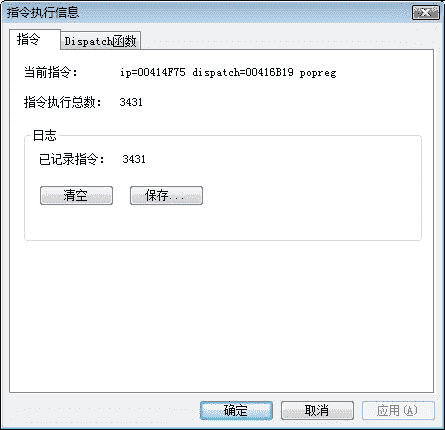 指令执行信息
指令 Dispatch函数
当前指令： ip=00414F75 dispatch=00416B19 popreg
指令执行总数： 3431
日志
已记录指令： 3431
清空 保存...
确定 取消 应用(A)